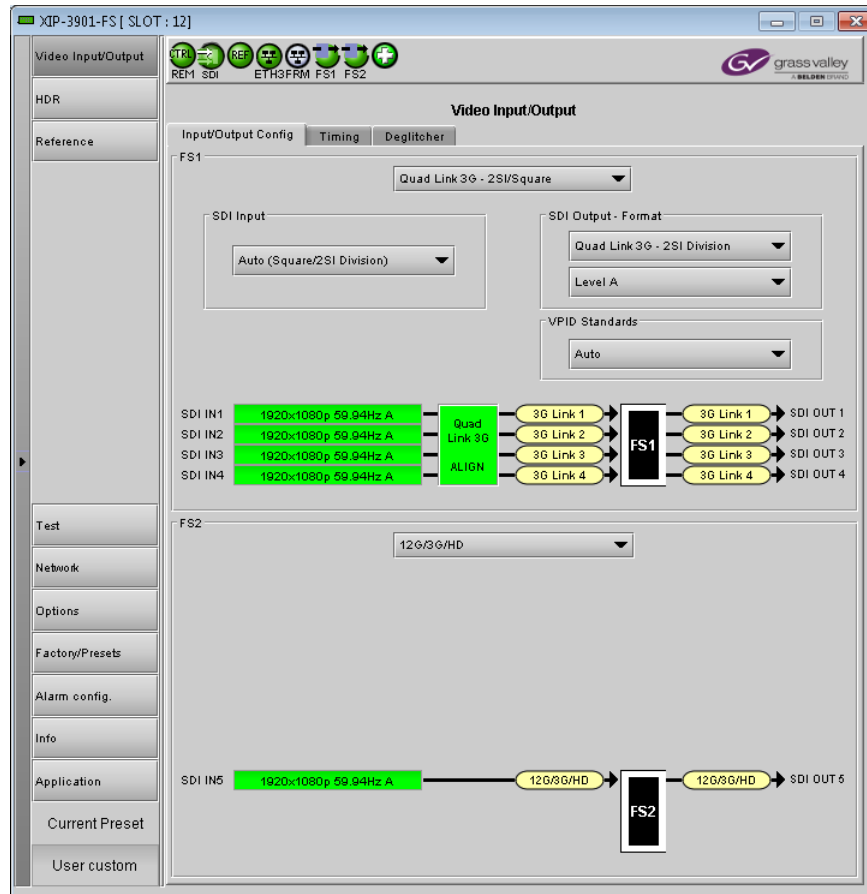 XIP-3901-FS [ SLOT : 12]
Video Input/Output
HDR
Reference
Test
Network
Options
Factory/Presets
Alarm config.
Info
Application
Current Preset
User custom
CTRL REF
REM SDI ETH3FRM FS1 FS2
GV grass valley
A BELDEN BRAND
Video Input/Output
Input/Output Config Timing Deglitcher
FS1
Quad Link 3G - 2SI/Square
SDI Input
Auto (Square/2SI Division)
SDI Output - Format
Quad Link 3G - 2SI Division
Level A
VPID Standards
Auto
SDI IN1 1920x1080p 59.94Hz A 3G Link 1 3G Link 1 SDI OUT 1
SDI IN2 1920x1080p 59.94Hz A 3G Link 2 3G Link 2 SDI OUT 2
SDI IN3 1920x1080p 59.94Hz A 3G Link 3 3G Link 3 SDI OUT 3
SDI IN4 1920x1080p 59.94Hz A 3G Link 4 3G Link 4 SDI OUT 4
Quad
Link 3G
ALIGN
FS1
FS2
12G/3G/HD
SDI IN5 1920x1080p 59.94Hz A 12G/3G/HD 12G/3G/HD SDI OUT 5
FS2